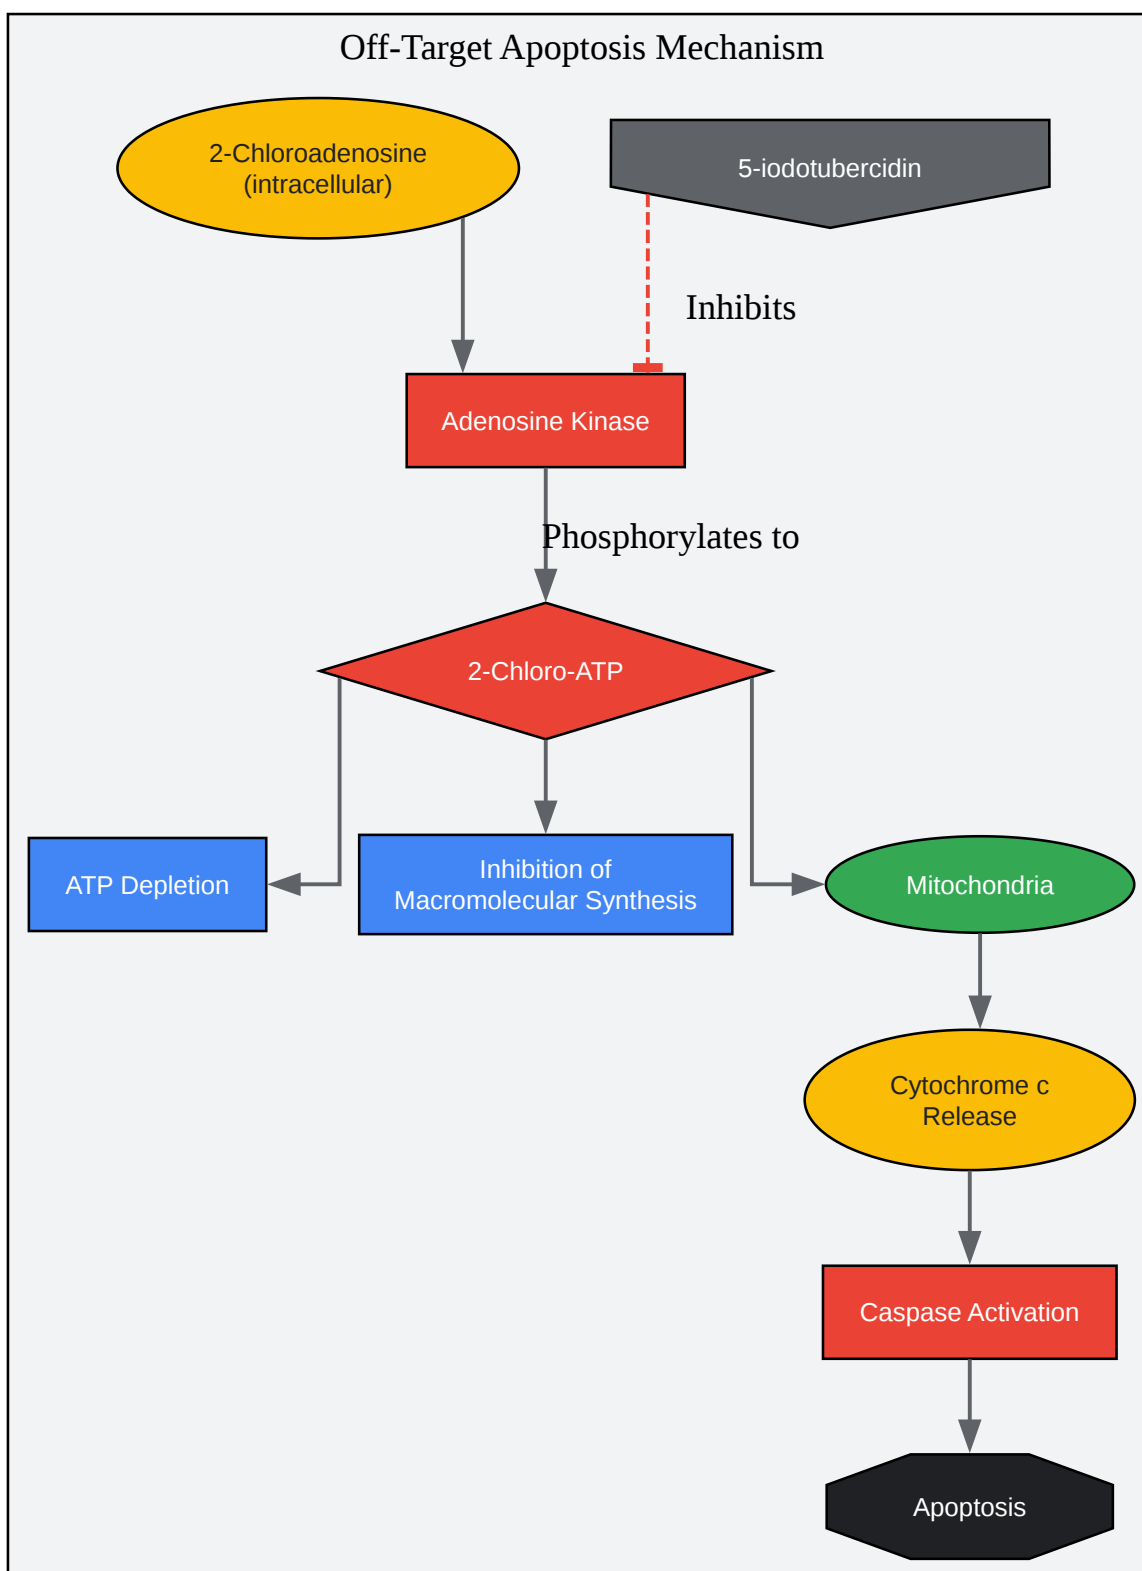 Off-Target Apoptosis Mechanism
2-Chloroadenosine
(intracellular)
5-iodotubercidin
Inhibits
Adenosine Kinase
Phosphorylates to
2-Chloro-ATP
ATP Depletion
Inhibition of
Macromolecular Synthesis
Mitochondria
Cytochrome c
Release
Caspase Activation
Apoptosis